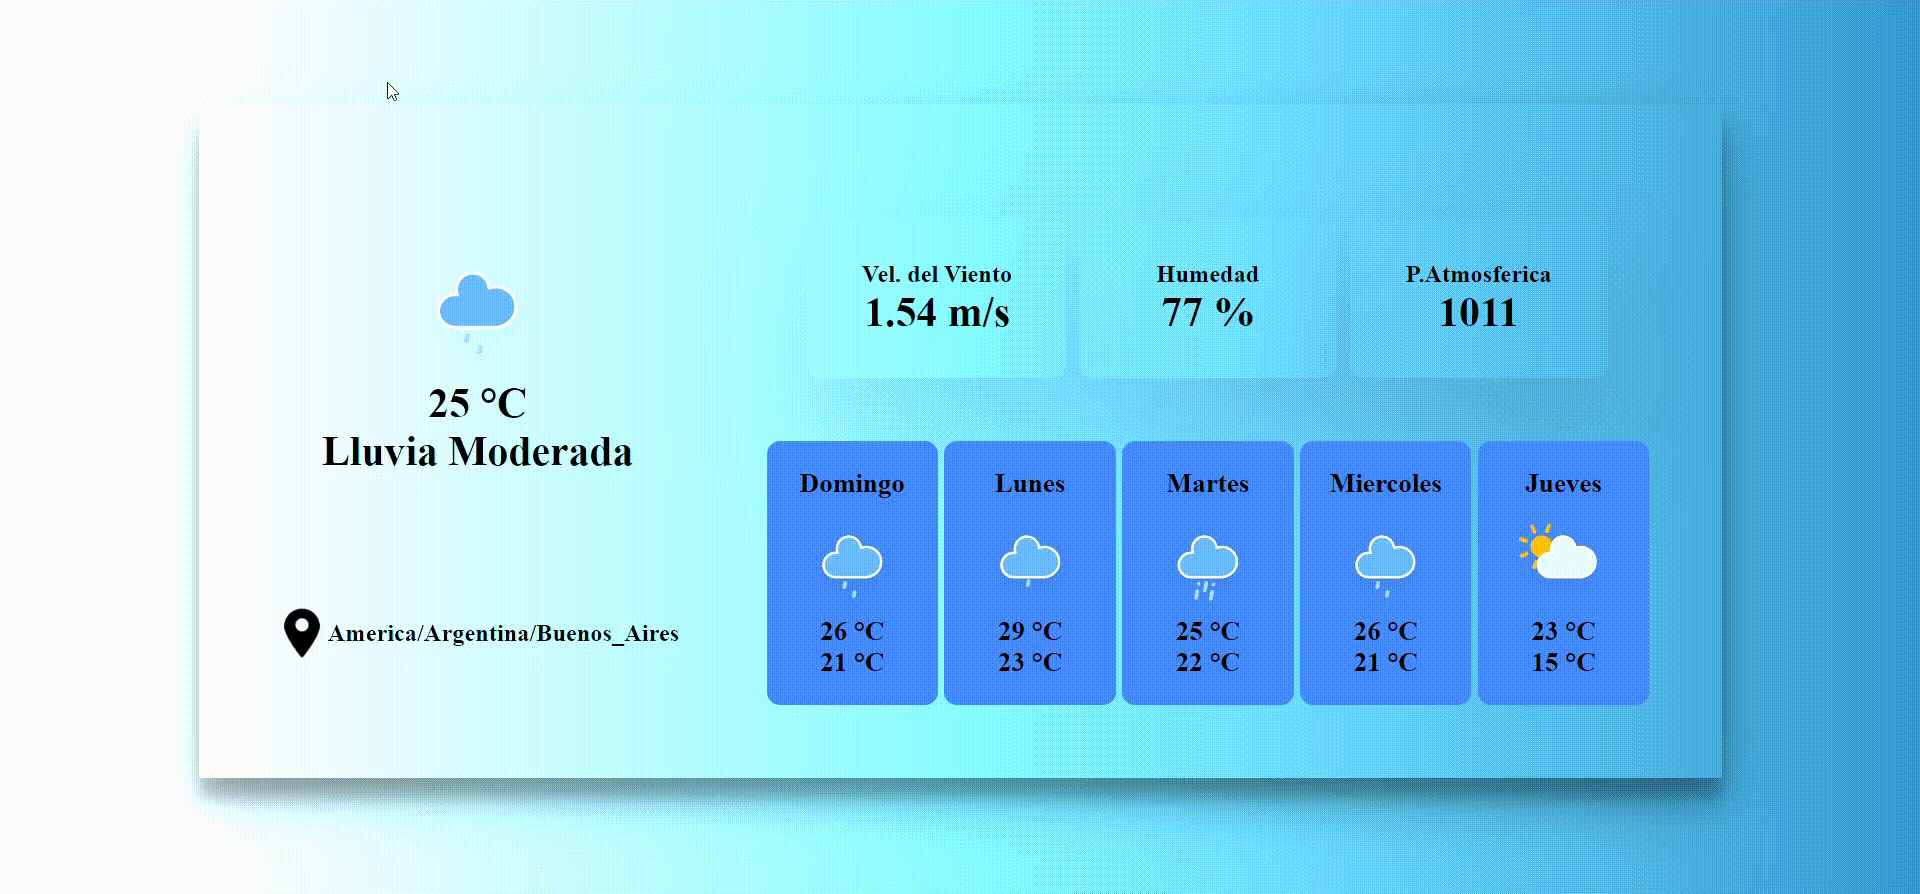 25 °C
Lluvia Moderada
America/Argentina/Buenos_Aires
Vel. del Viento
1.54 m/s
Humedad
77 %
P.Atmosferica
1011
Domingo
26 °C
21 °C
Lunes
29 °C
23 °C
Martes
25 °C
22 °C
Miercoles
26 °C
21 °C
Jueves
23 °C
15 °C